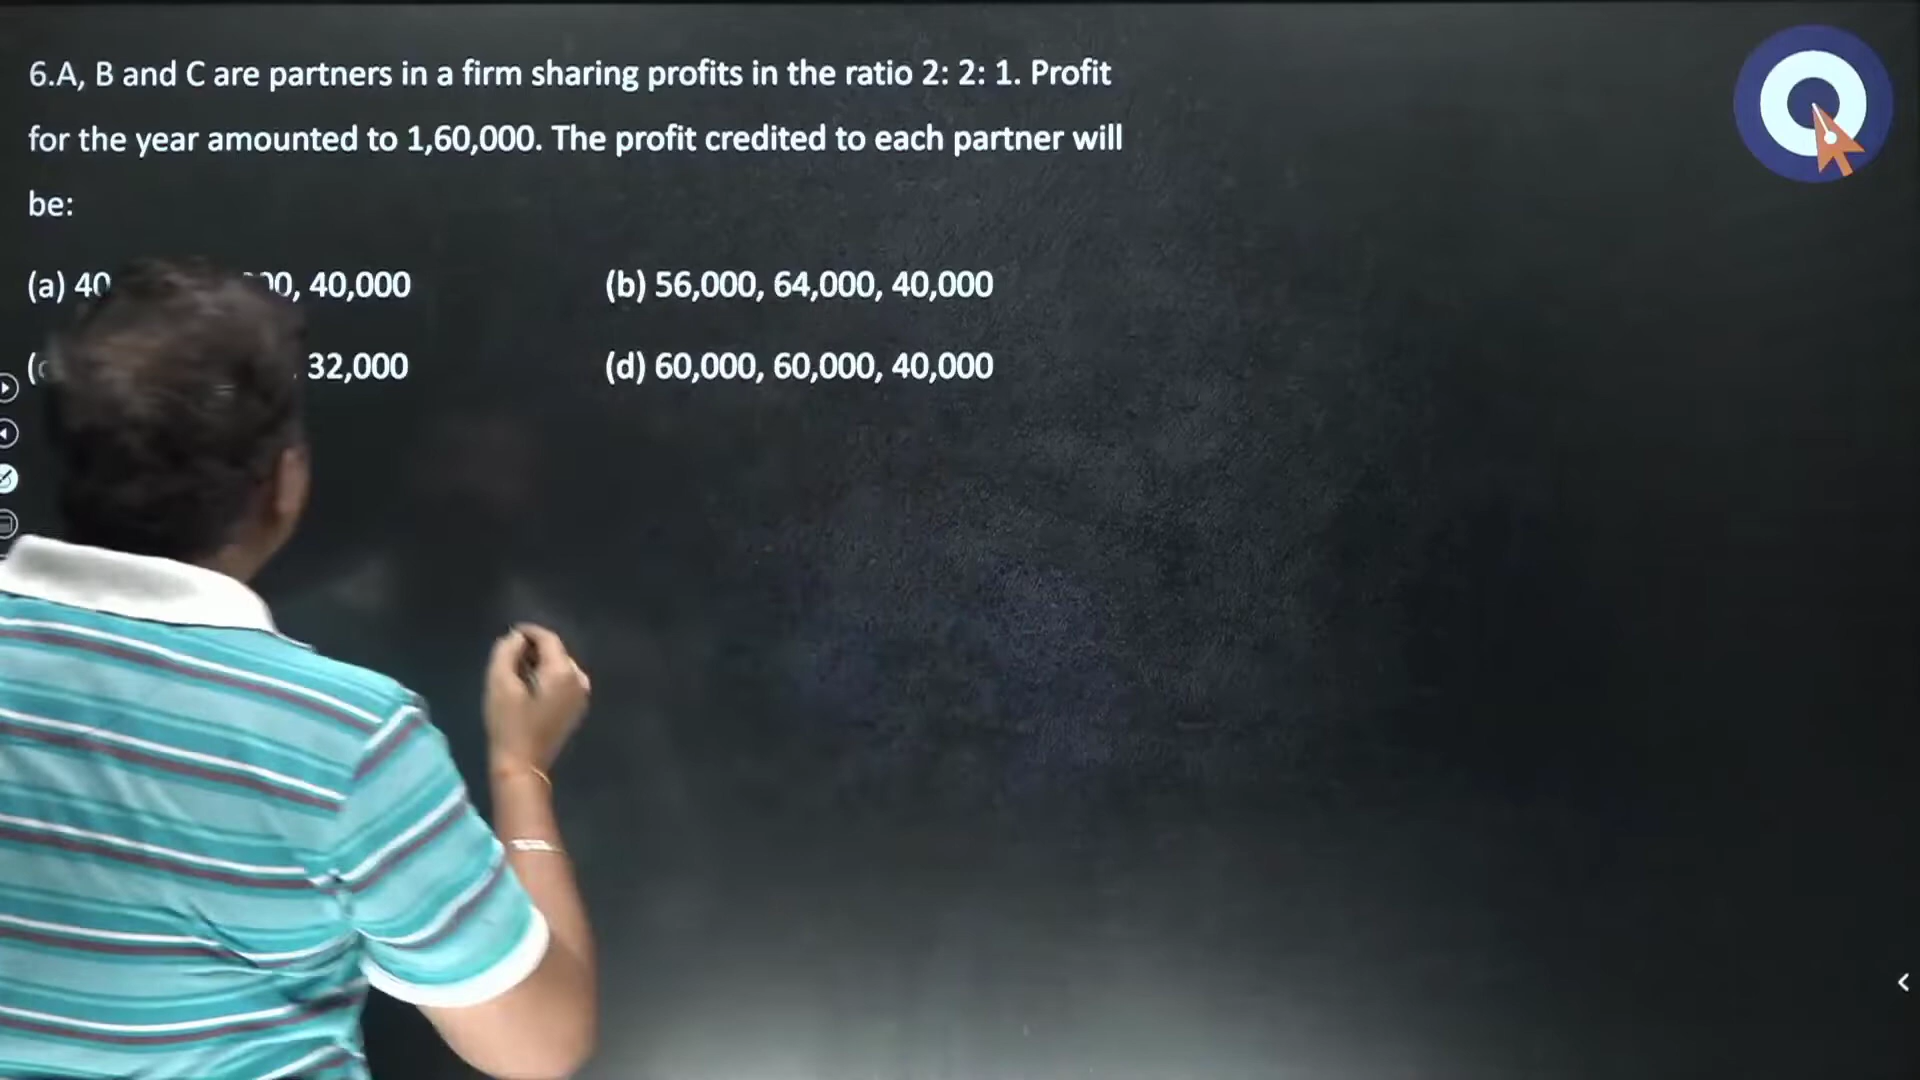 6.A, B and C are partners in a firm sharing profits in the ratio 2: 2: 1. Profit
for the year amounted to 1,60,000. The profit credited to each partner will
be:
(a) 40 00, 40,000 (b) 56,000, 64,000, 40,000
32,000 (d) 60,000, 60,000, 40,000